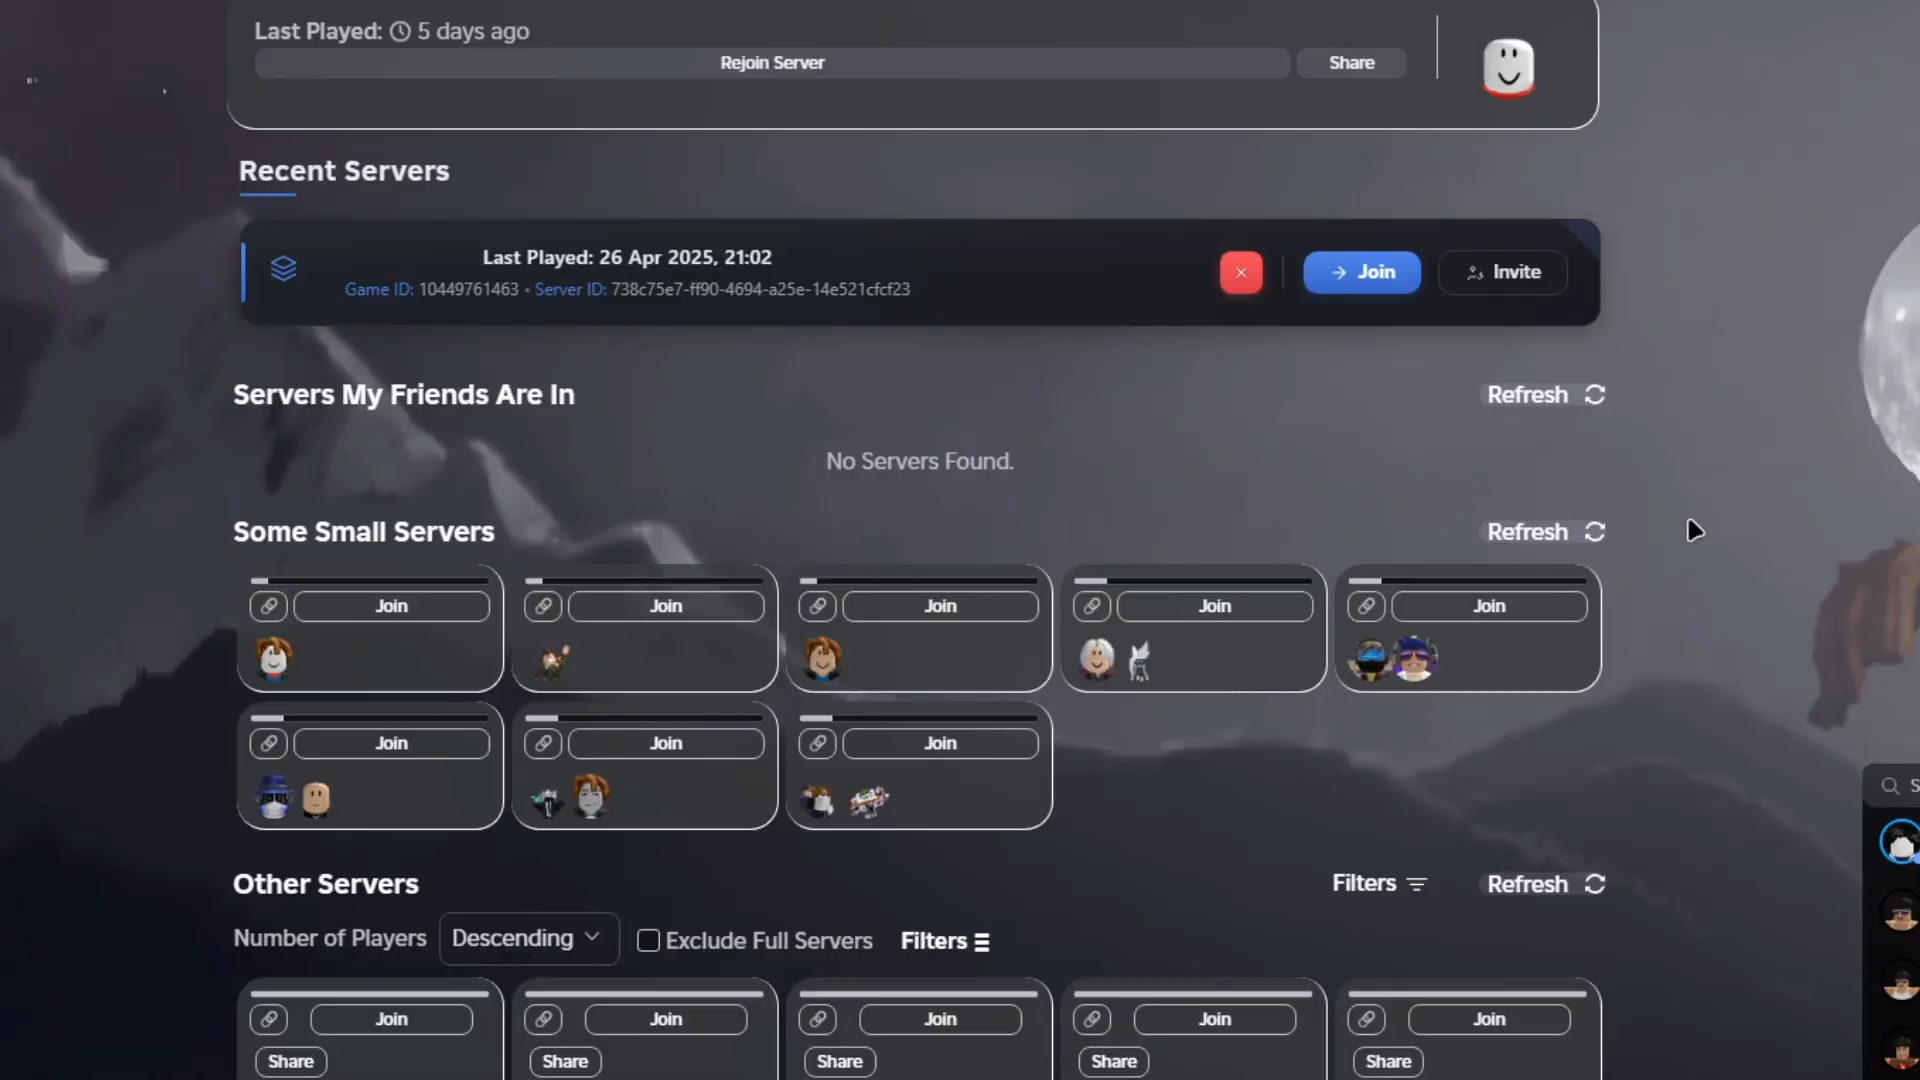 Last Played: 5 days ago
Rejoin Server
Share
Recent Servers
Last Played: 26 Apr 2025, 21:02
Game ID: 10449761463 • Server ID: 738c75e7-ff90-4694-a25e-14e521cfcf23
Join
Invite
Servers My Friends Are In
Refresh
No Servers Found.
Some Small Servers
Refresh
Join
Join
Join
Join
Join
Join
Join
Join
Other Servers
Filters
Refresh
Number of Players
Descending
Exclude Full Servers
Filters
Join
Join
Join
Join
Join
Share
Share
Share
Share
Share
S